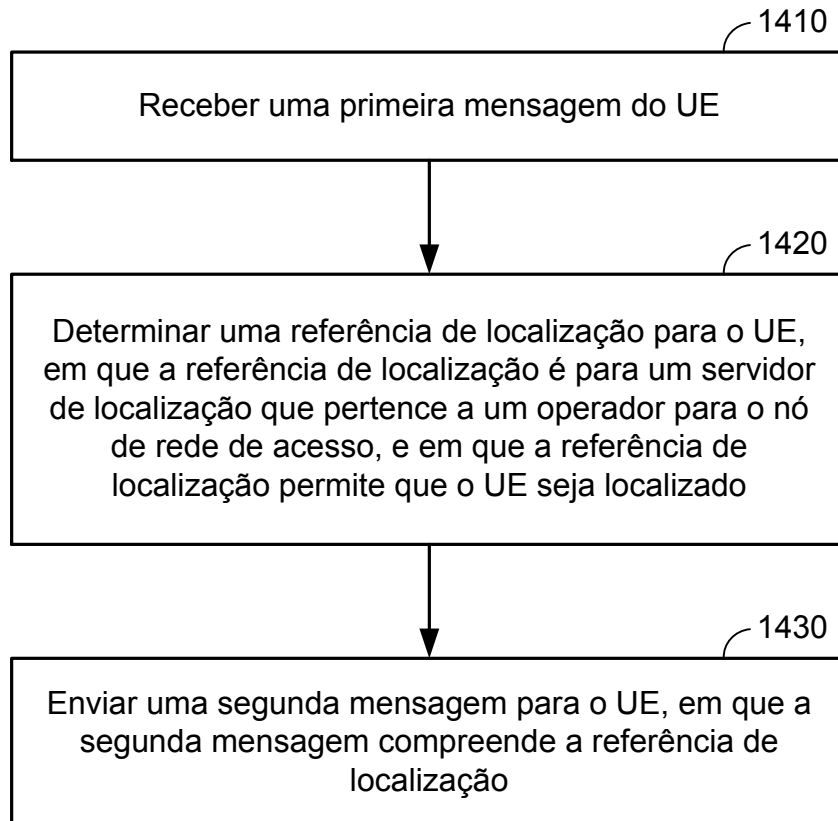 1410
Receber uma primeira mensagem do UE
1420
Determinar uma referência de localização para o UE,
em que a referência de localização é para um servidor
de localização que pertence a um operador para o nó
de rede de acesso, e em que a referência de
localização permite que o UE seja localizado
1430
Enviar uma segunda mensagem para o UE, em que a
segunda mensagem compreende a referência de
localização